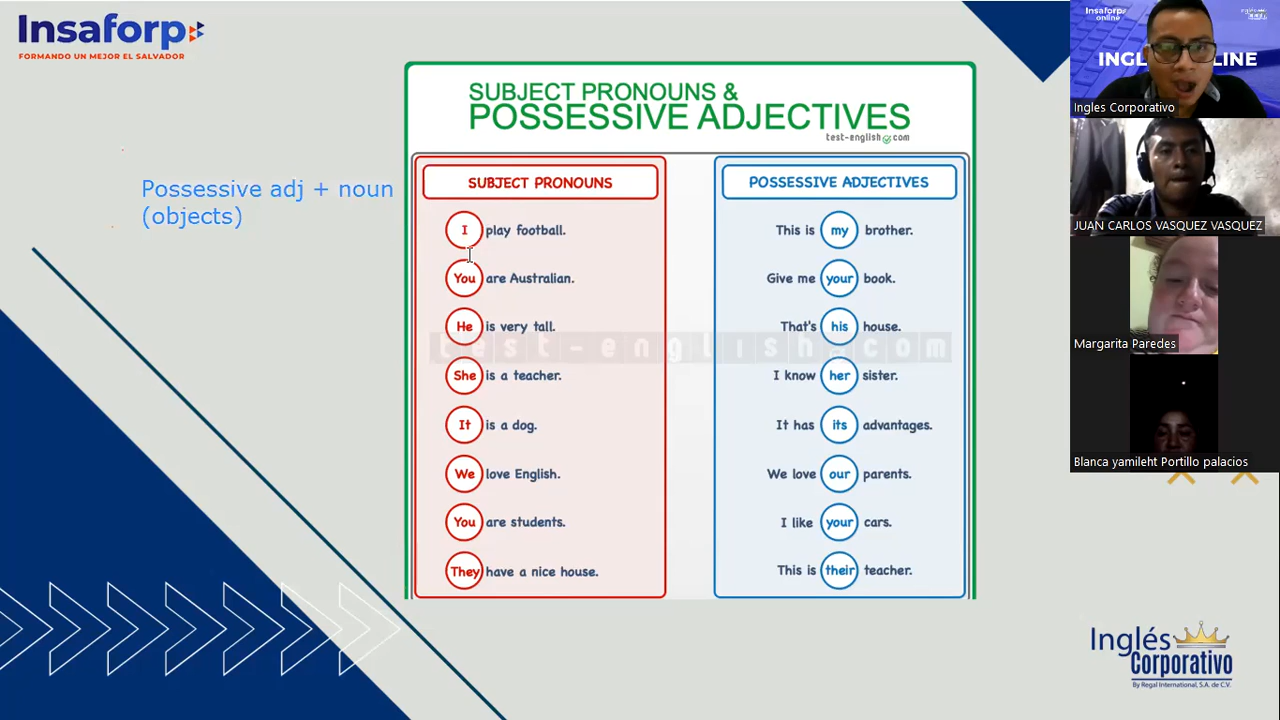 Insaforp
FORMANDO UN MEJOR EL SALVADOR
Possessive adj + noun
(objects)
SUBJECT PRONOUNS &
POSSESSIVE ADJECTIVES
test-english.com
SUBJECT PRONOUNS
I play football.
You are Australian.
He is very tall.
She is a teacher.
It is a dog.
We love English.
You are students.
They have a nice house.
POSSESSIVE ADJECTIVES
This is my brother.
Give me your book.
That's his house.
I know her sister.
It has its advantages.
We love our parents.
I like your cars.
This is their teacher.
test-english.com
Insaforp
online
INGL
LINE
Ingles Corporativo
JUAN CARLOS VASQUEZ VASQUEZ
Margarita Paredes
Blanca yamileht Portillo palacios
Inglés
Corporativo
By Regal International, S.A. de C.V.